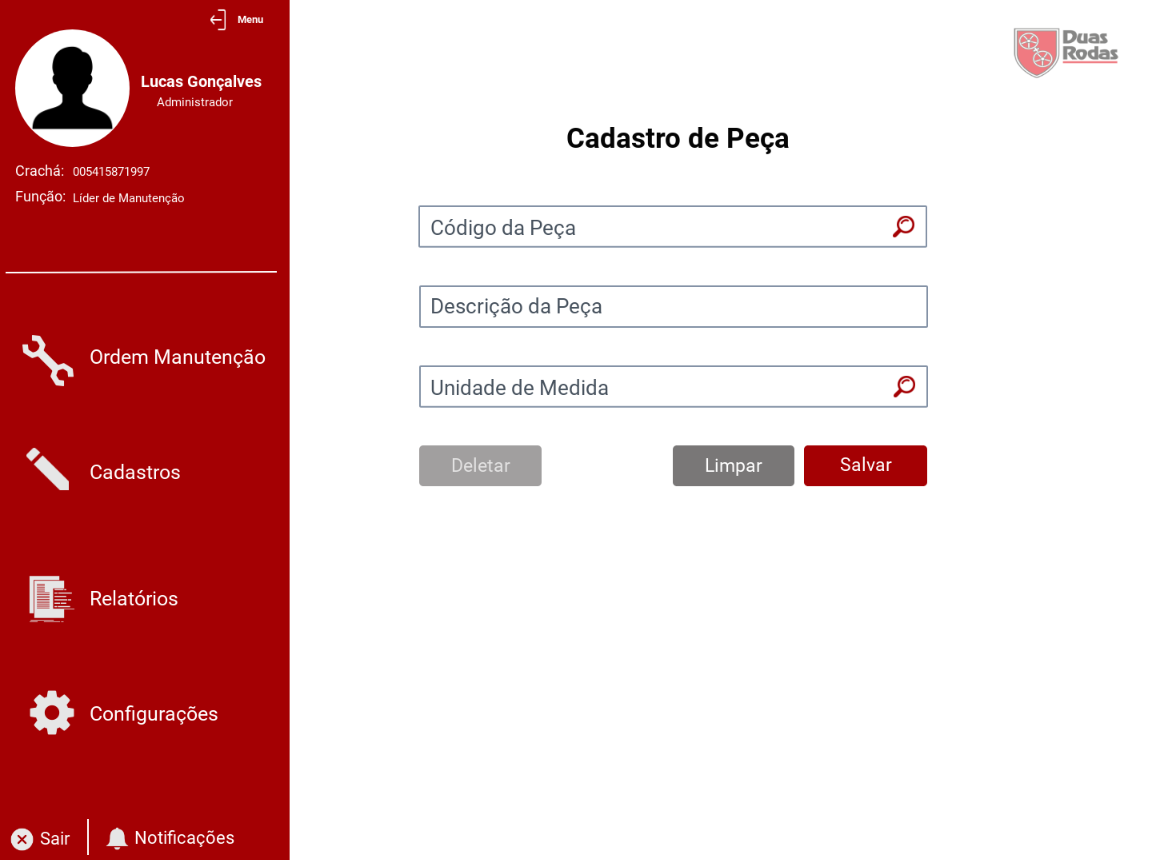 Menu
Lucas Gonçalves
Administrador
Crachá: 005415871997
Função: Líder de Manutenção
Ordem Manutenção
Cadastros
Relatórios
Configurações
Sair
Notificações
Duas
Rodas
Cadastro de Peça
Código da Peça
Descrição da Peça
Unidade de Medida
Deletar
Limpar
Salvar